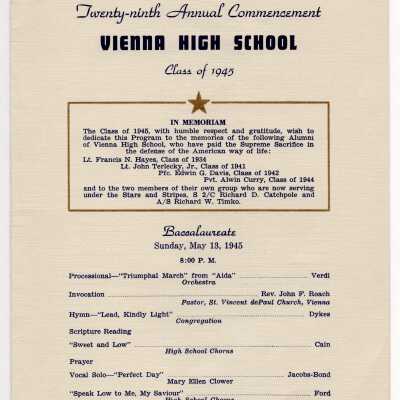 Twenty-ninth Annual Commencement
VIENNA HIGH SCHOOL
Class of 1945
IN MEMORIAM
The Class of 1945, with humble respect and gratitude, wish to
dedicate this Program to the memories of the following Alumni
of Vienna High School, who have paid the Supreme Sacrifice in
the defense of the American way of life:
Lt. Francis N. Hayes, Class of 1934
Lt. John Terlecky, Jr., Class of 1941
Pfc. Edwin G. Davis, Class of 1942
Pvt. Alwin Curry, Class of 1944
and to the two members of their own group who are now serving
under the Stars and Stripes, S 2/C Richard D. Catchpole and
A/S Richard W. Timko.
Baccalaureate
Sunday, May 13, 1945
8:00 P. M.
Processional—"Triumphal March" from "Aida" Verdi
Orchestra
Invocation Rev. John F. Roach
Pastor, St. Vincent dePaul Church, Vienna
Hymn—"Lead, Kindly Light" Dykes
Congregation
Scripture Reading
"Sweet and Low" Cain
High School Chorus
Prayer
Vocal Solo—"Perfect Day" Jacobs-Bond
Mary Ellen Clower
"Speak Low to Me, My Saviour" Ford
High School Chorus